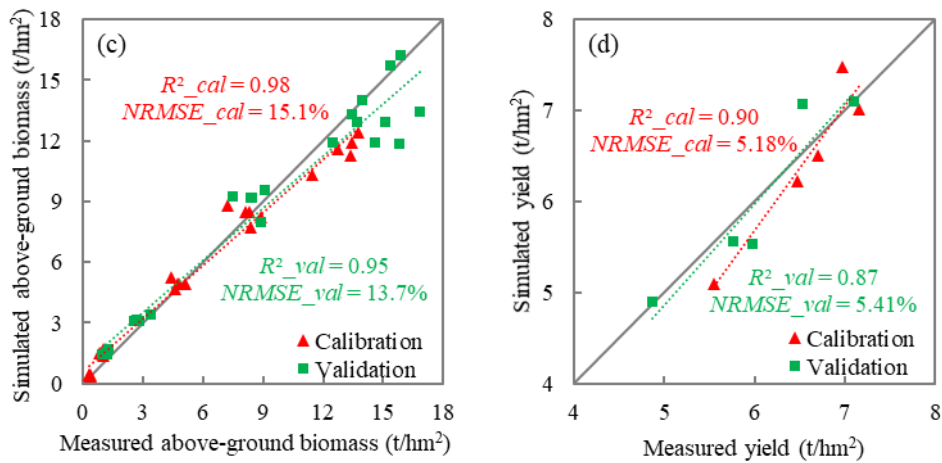 (c)
18
15
12
9
6
3
0
Simulated above-ground biomass (t/hm²)
R²_cal = 0.98
NRMSE_cal = 15.1%
R²_val = 0.95
NRMSE_val = 13.7%
Calibration
Validation
0 3 6 9 12 15 18
Measured above-ground biomass (t/hm²)
(d)
8
7
6
5
4
Simulated yield (t/hm²)
R²_cal = 0.90
NRMSE_cal = 5.18%
R²_val = 0.87
NRMSE_val = 5.41%
Calibration
Validation
4 5 6 7 8
Measured yield (t/hm²)